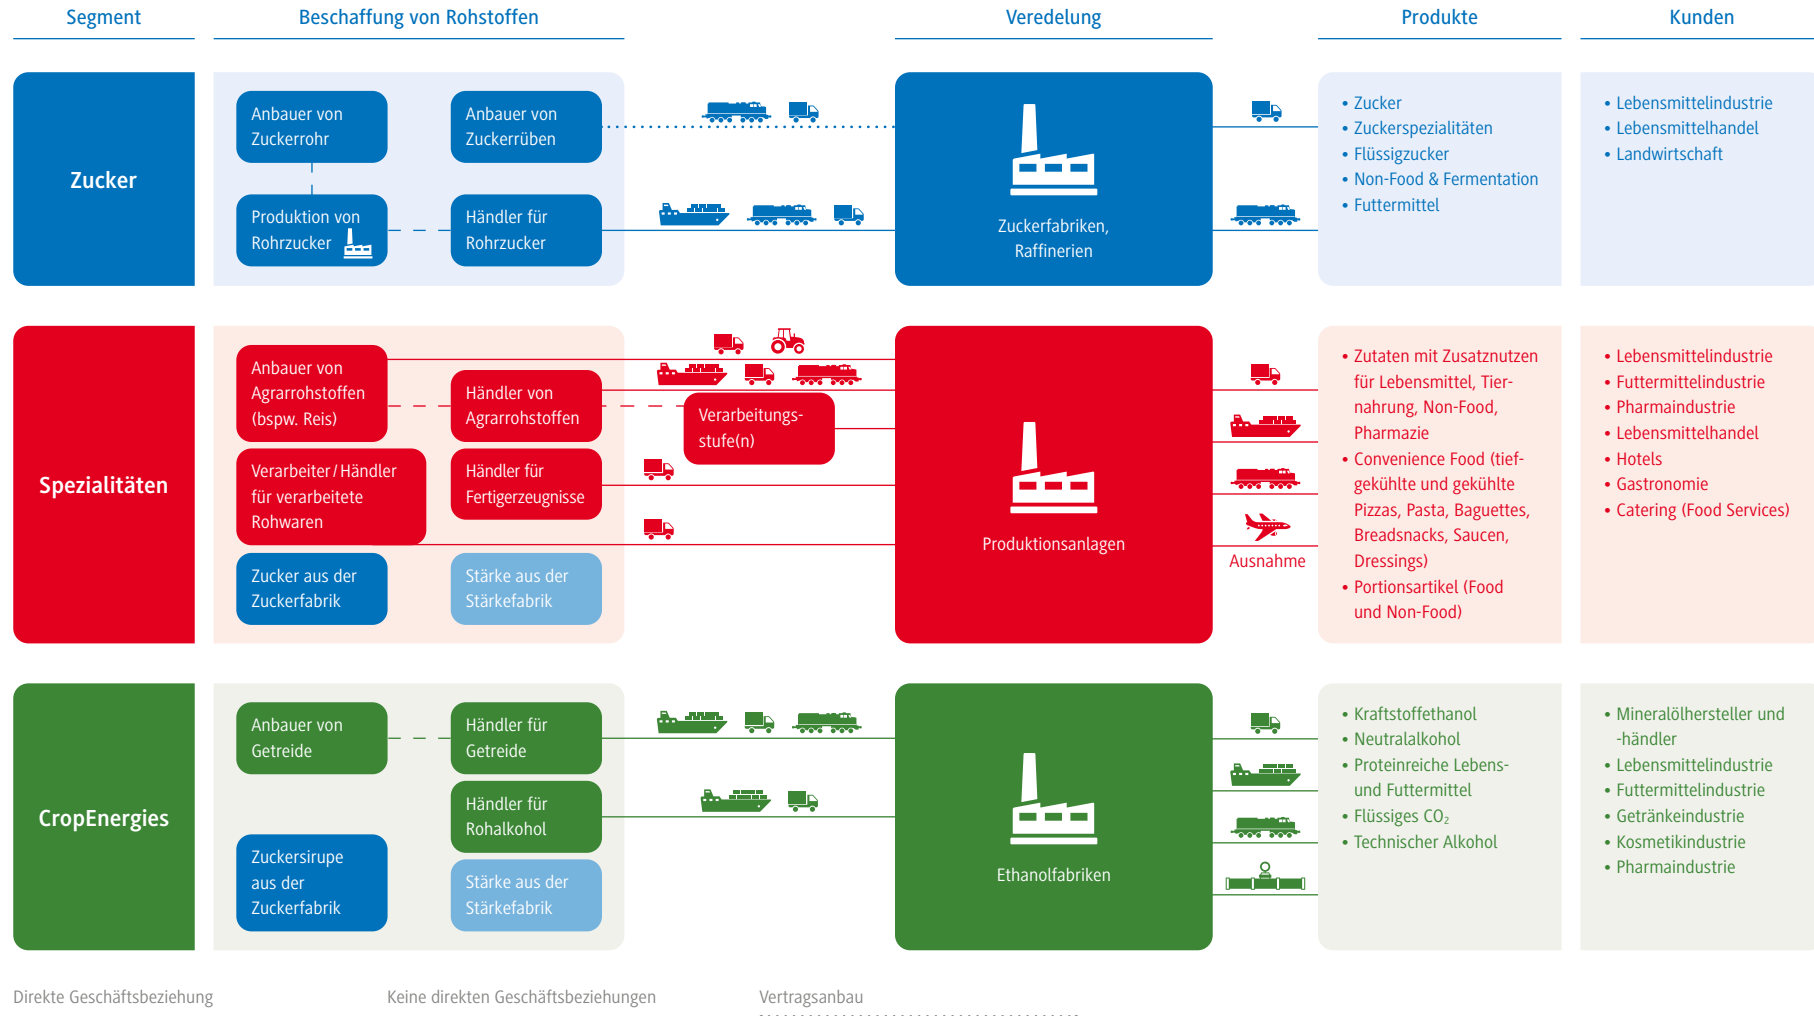 Segment
Beschaffung von Rohstoffen
Veredelung
Produkte
Kunden
Zucker
Anbauer von
Zuckerrohr
Anbauer von
Zuckerrüben
Produktion von
Rohrzucker
Händler für
Rohrzucker
Zuckerfabriken,
Raffinerien
• Zucker
• Zuckerspezialitäten
• Flüssigzucker
• Non-Food & Fermentation
• Futtermittel
• Lebensmittelindustrie
• Lebensmittelhandel
• Landwirtschaft
Spezialitäten
Anbauer von
Agrarrohstoffen
(bspw. Reis)
Händler von
Agrarrohstoffen
Verarbeitungs-
stufe(n)
Verarbeiter/Händler
für verarbeitete
Rohwaren
Händler für
Fertigerzeugnisse
Zucker aus der
Zuckerfabrik
Stärke aus der
Stärkefabrik
Produktionsanlagen
Ausnahme
• Zutaten mit Zusatznutzen
für Lebensmittel, Tier-
nahrung, Non-Food,
Pharmazie
• Convenience Food (tief-
gekühlte und gekühlte
Pizzas, Pasta, Baguettes,
Breadsnacks, Saucen,
Dressings)
• Portionsartikel (Food
und Non-Food)
• Lebensmittelindustrie
• Futtermittelindustrie
• Pharmaindustrie
• Lebensmittelhandel
• Hotels
• Gastronomie
• Catering (Food Services)
CropEnergies
Anbauer von
Getreide
Händler für
Getreide
Händler für
Rohalkohol
Zuckersirupe
aus der
Zuckerfabrik
Stärke aus der
Stärkefabrik
Ethanolfabriken
• Kraftstoffethanol
• Neutralalkohol
• Proteinreiche Lebens-
und Futtermittel
• Flüssiges CO₂
• Technischer Alkohol
• Mineralölhersteller und
-händler
• Lebensmittelindustrie
• Futtermittelindustrie
• Getränkeindustrie
• Kosmetikindustrie
• Pharmaindustrie
Direkte Geschäftsbeziehung
Keine direkten Geschäftsbeziehungen
Vertragsanbau